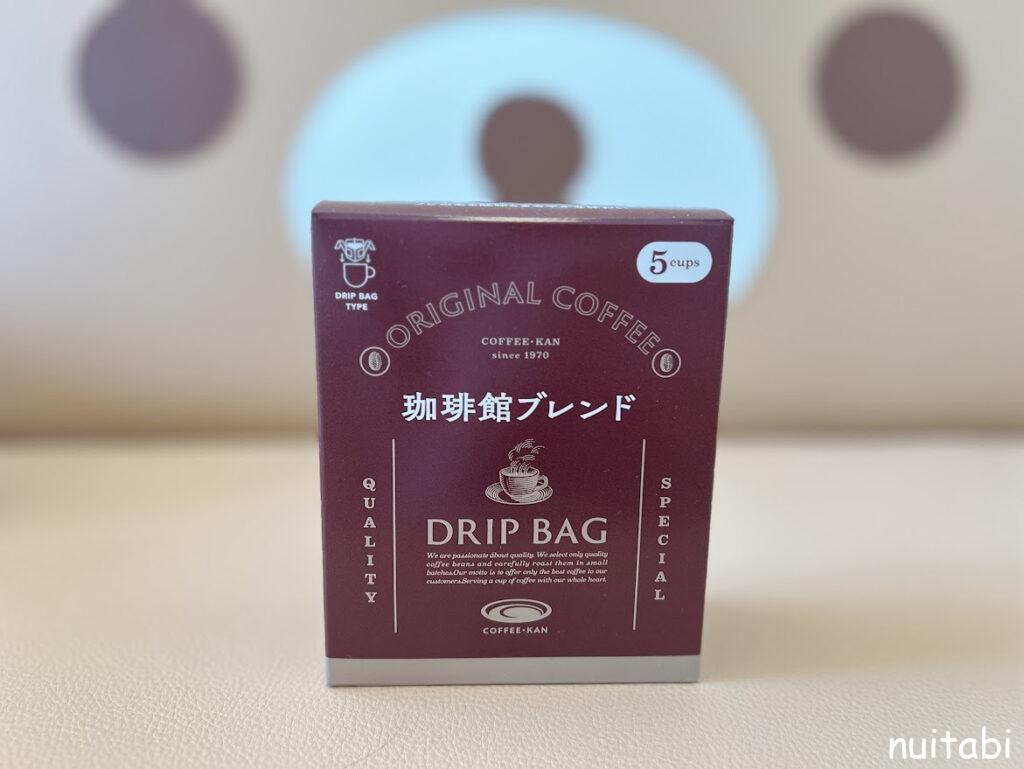 DRIP BAG
TYPE
5 cups
ORIGINAL COFFEE
COFFEE・KAN
since 1970
珈琲館ブレンド
QUALITY
SPECIAL
DRIP BAG
We are passionate about quality. We select only quality
coffee beans and carefully roast them in small
batches.Our motto is to offer only the best coffee to our
customers.Serving a cup of coffee with our whole heart.
COFFEE・KAN
nuitabi